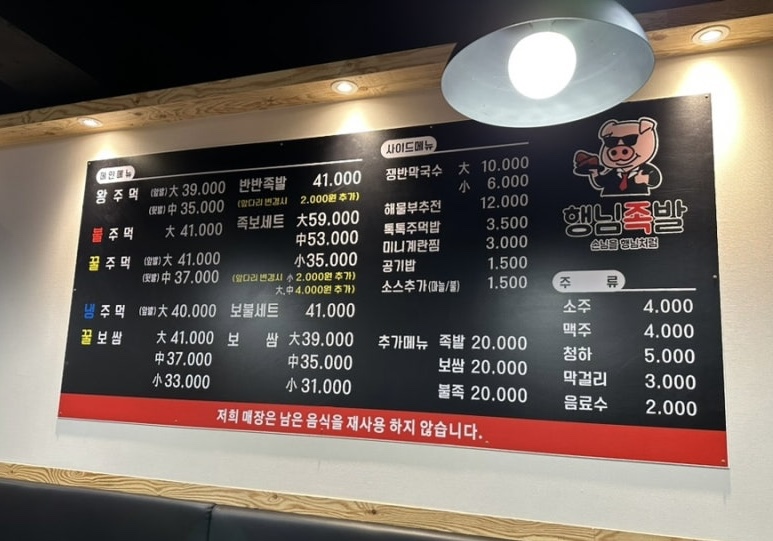 메인메뉴
왕주먹 (앞발) 大 39.000
(뒷발) 中 35.000
불주먹 大 41.000
꿀주먹 (앞발) 大 41.000
(뒷발) 中 37.000
냉주먹 (앞발) 大 40.000
꿀보쌈 大 41.000
中 37.000
小 33.000
반반족발 41.000
(앞다리 변경시 2.000원 추가)
족보세트 大59.000
中53.000
小35.000
(앞다리 변경시 小 2.000원 추가)
大,中 4.000원 추가)
보불세트 41.000
보쌈 大39.000
中35.000
小 31.000
사이드메뉴
쟁반막국수 大 10.000
小 6.000
해물부추전 12.000
톡톡주먹밥 3.500
미니계란찜 3.000
공기밥 1.500
소스추가(마늘/불) 1.500
추가메뉴 족발 20.000
보쌈 20.000
불족 20.000
행님족발
손님을 행님처럼
주류
소주 4.000
맥주 4.000
청하 5.000
막걸리 3.000
음료수 2.000
저희 매장은 남은 음식을 재사용 하지 않습니다.